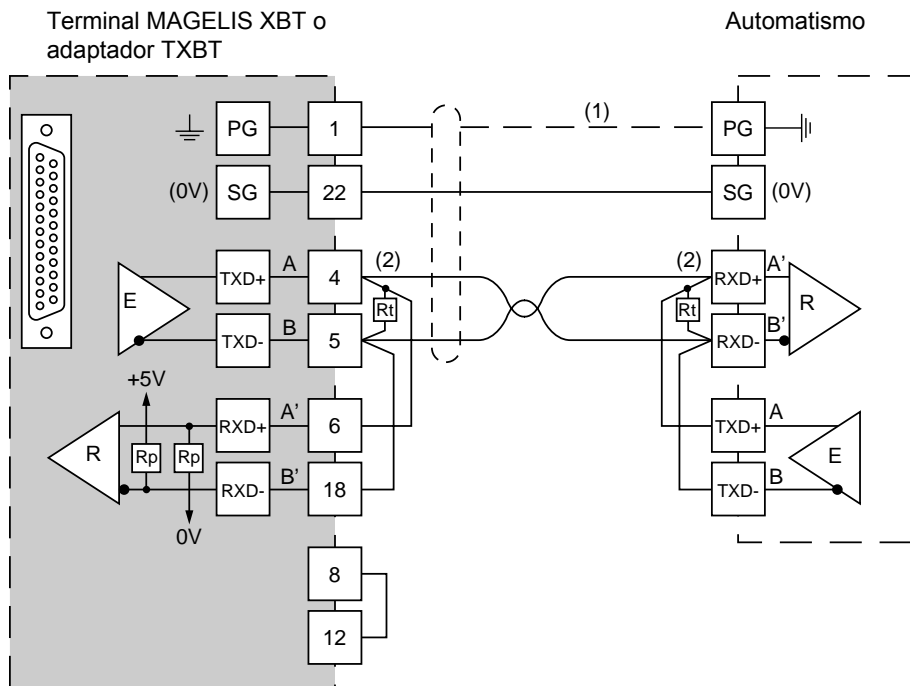 Terminal MAGELIS XBT o
adaptador TXBT
Automatismo
PG
1
(1)
PG
(0V)
SG
22
SG
(0V)
E
TXD+
A
4
(2)
(2)
RXD+
A'
R
Rt
Rt
TXD-
B
5
RXD-
B'
+5V
R
Rp
Rp
RXD+
A'
6
TXD+
A
E
RXD-
B'
18
TXD-
B
0V
8
12